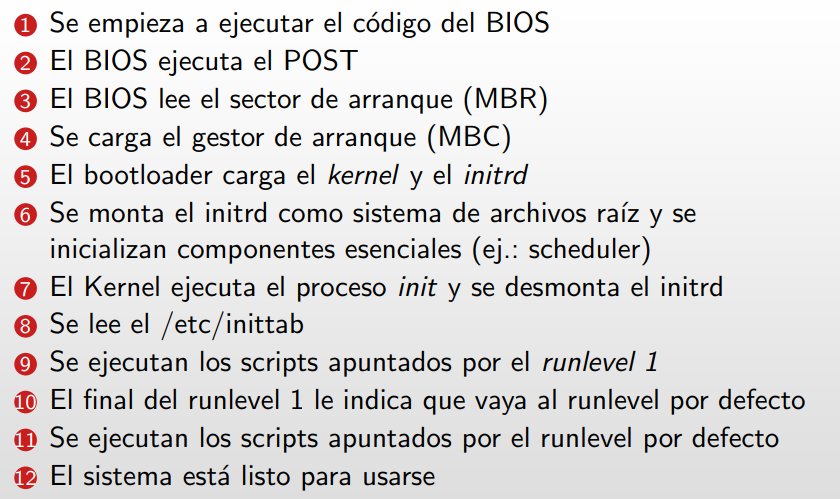 1 Se empieza a ejecutar el código del BIOS
2 El BIOS ejecuta el POST
3 El BIOS lee el sector de arranque (MBR)
4 Se carga el gestor de arranque (MBC)
5 El bootloader carga el kernel y el initrd
6 Se monta el initrd como sistema de archivos raíz y se
inicializan componentes esenciales (ej.: scheduler)
7 El Kernel ejecuta el proceso init y se desmonta el initrd
8 Se lee el /etc/inittab
9 Se ejecutan los scripts apuntados por el runlevel 1
10 El final del runlevel 1 le indica que vaya al runlevel por defecto
11 Se ejecutan los scripts apuntados por el runlevel por defecto
12 El sistema está listo para usarse